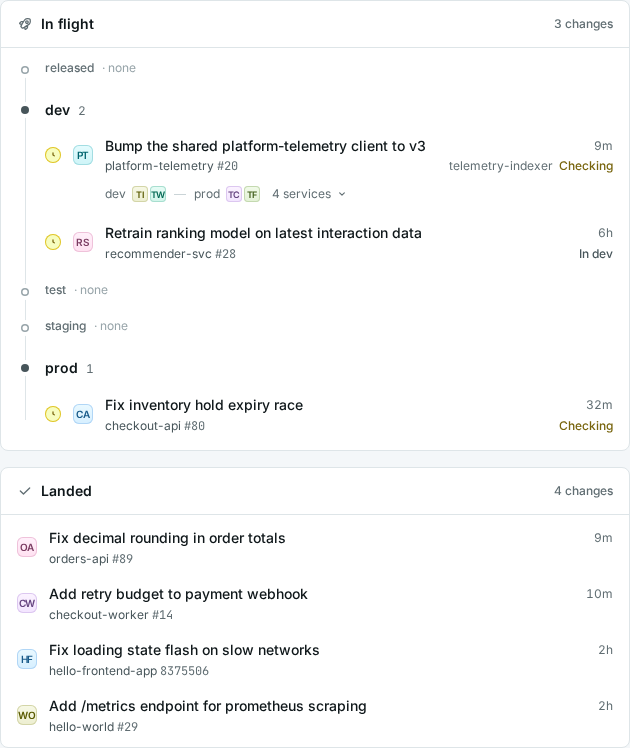 In flight 3 changes
released · none
dev 2
PT Bump the shared platform-telemetry client to v3 9m
platform-telemetry #20 telemetry-indexer Checking
dev TI TW — prod TC TF 4 services
RS Retrain ranking model on latest interaction data 6h
recommender-svc #28 In dev
test · none
staging · none
prod 1
CA Fix inventory hold expiry race 32m
checkout-api #80 Checking
Landed 4 changes
OA Fix decimal rounding in order totals 9m
orders-api #89
CW Add retry budget to payment webhook 10m
checkout-worker #14
HF Fix loading state flash on slow networks 2h
hello-frontend-app 8375506
WO Add /metrics endpoint for prometheus scraping 2h
hello-world #29